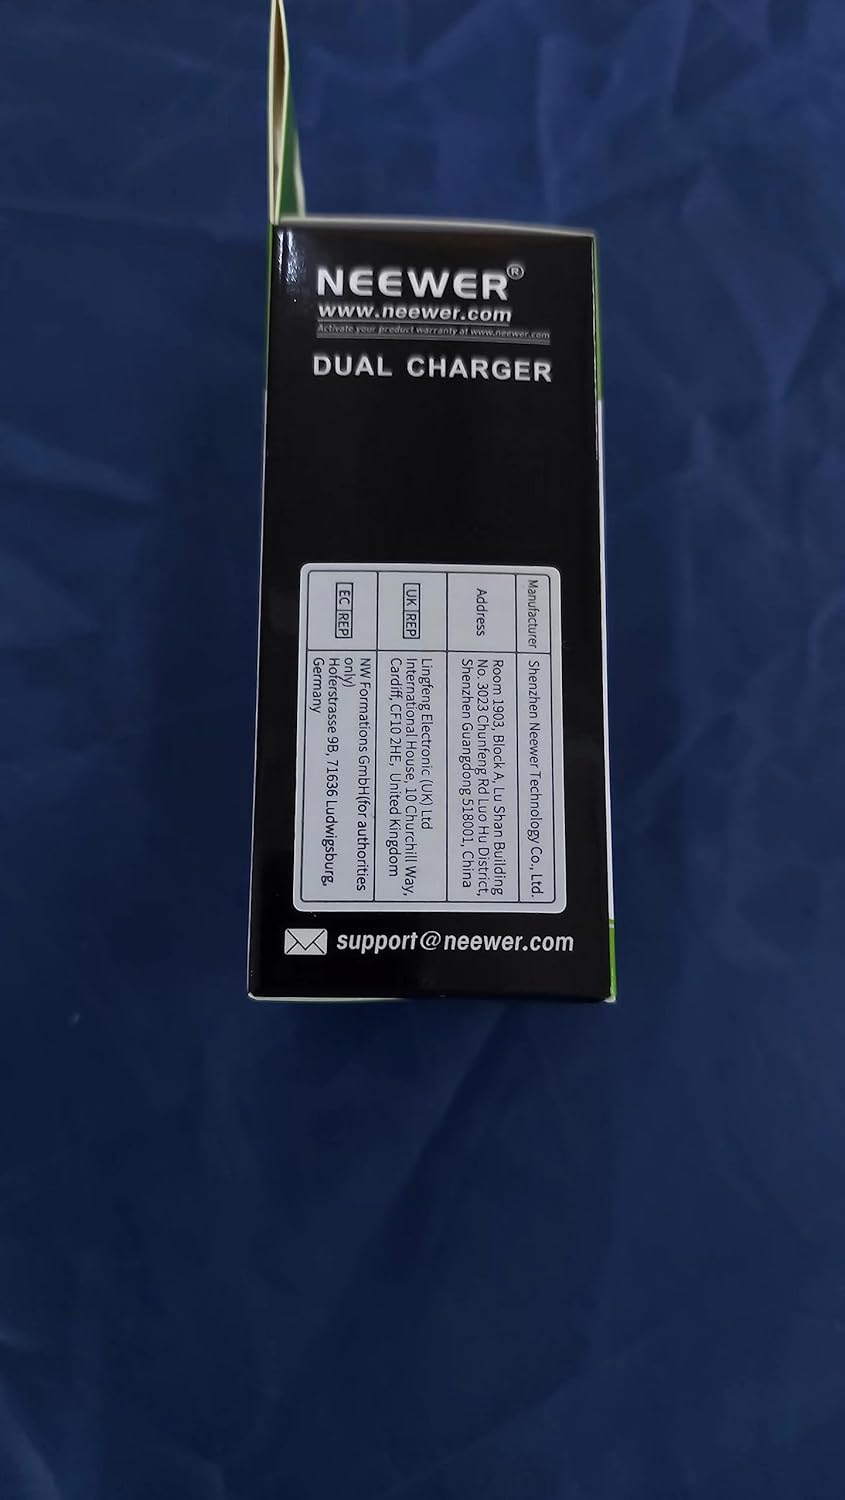 NEEWER®
www.neewer.com
Activate your product warranty at www.neewer.com
DUAL CHARGER
Manufacturer
Shenzhen Neewer Technology Co., Ltd.
Address
Room 1903, Block A, Lu Shan Building
No. 3023 Chunfeng Rd Luo Hu District,
Shenzhen Guangdong 518001, China
UK REP
Lingfeng Electronic (UK) Ltd
International House, 10 Churchill Way,
Cardiff, CF10 2HE, United Kingdom
EC REP
NW Formations GmbH(for authorities
only)
Hoferstrasse 9B, 71636 Ludwigsburg,
Germany
support@neewer.com